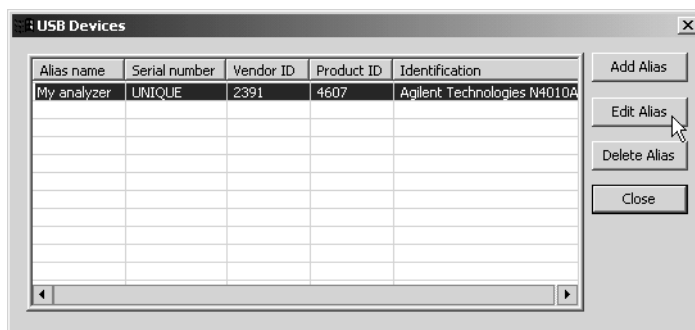 USB Devices
Alias name Serial number Vendor ID Product ID Identification
My analyzer UNIQUE 2391 4607 Agilent Technologies N4010A
Add Alias
Edit Alias
Delete Alias
Close